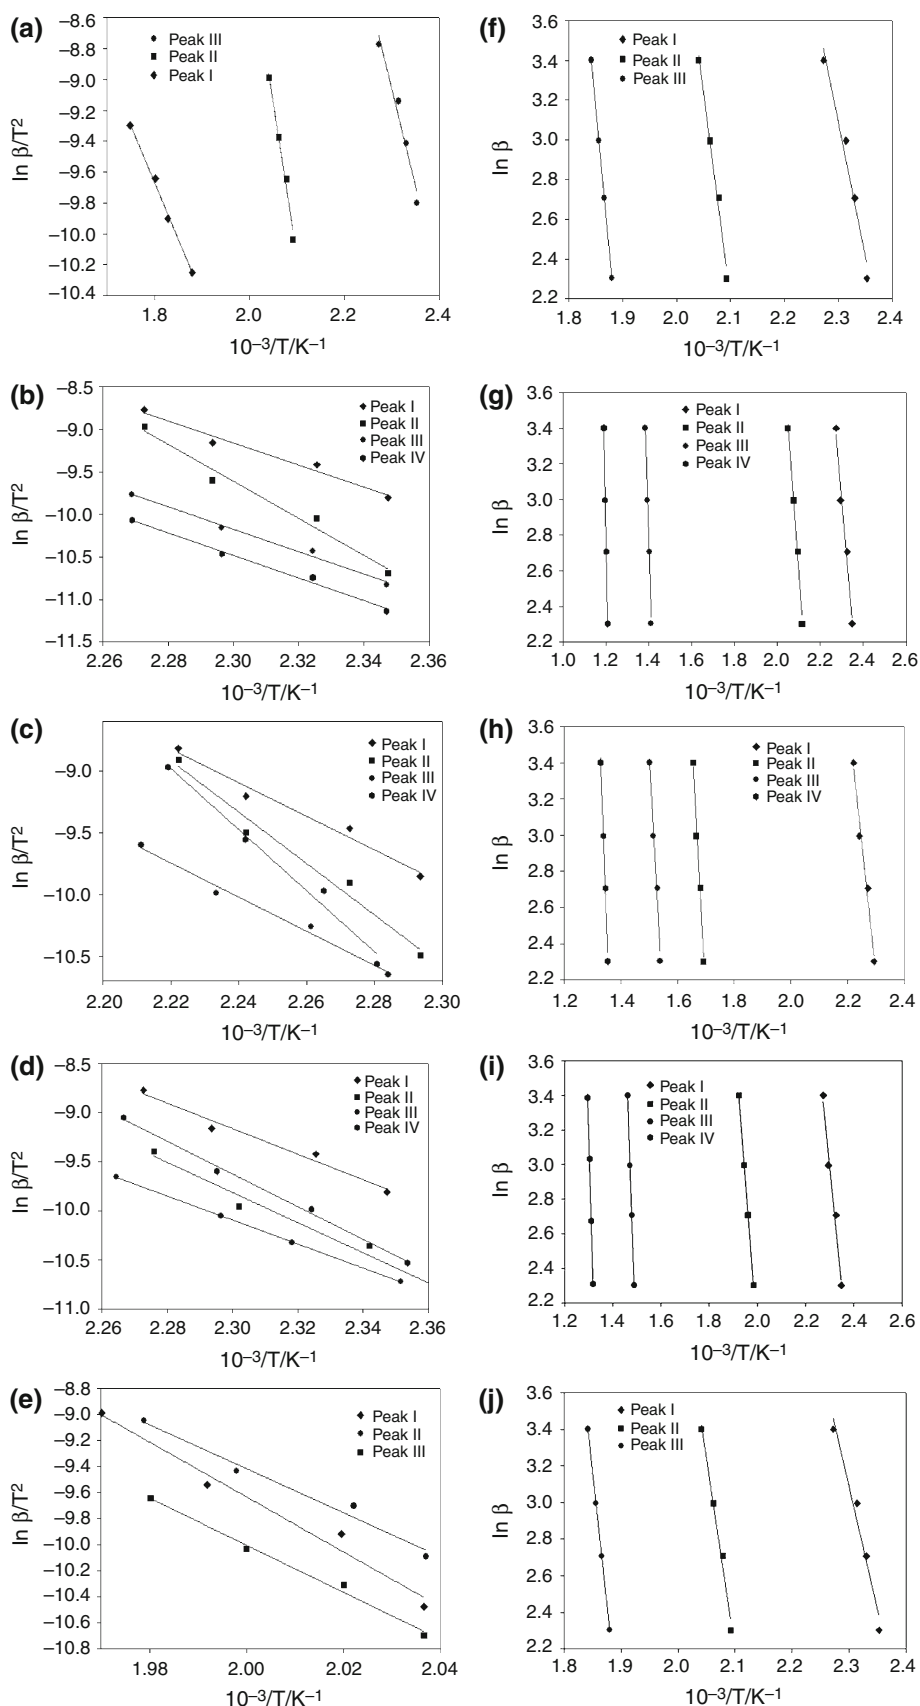 (a)
−8.6
−9.0
−9.2
−9.4
−9.6
−9.8
−10.0
−10.2
−10.4
ln β/T²
Peak III
Peak II
Peak I
1.8 2.0 2.2 2.4
10⁻³/T/K⁻¹
(f)
3.6
3.4
3.0
2.6
2.2
ln β
Peak I
Peak II
Peak III
1.8 1.9 2.0 2.1 2.2 2.3 2.4
10⁻³/T/K⁻¹
(b)
−8.5
−9.0
−9.5
−10.0
−10.5
−11.0
−11.5
ln β/T²
Peak I
Peak II
Peak III
Peak IV
2.26 2.28 2.30 2.32 2.34 2.36
10⁻³/T/K⁻¹
(g)
3.6
3.4
3.2
3.0
2.8
2.6
2.4
2.2
ln β
Peak I
Peak II
Peak III
Peak IV
1.0 1.2 1.4 1.6 1.8 2.0 2.2 2.4 2.6
10⁻³/T/K⁻¹
(c)
−9.0
−9.5
−10.0
−10.5
ln β/T²
Peak I
Peak II
Peak III
Peak IV
2.20 2.22 2.24 2.26 2.28 2.30
10⁻³/T/K⁻¹
(h)
3.6
3.4
3.2
3.0
2.8
2.6
2.4
2.2
ln β
Peak I
Peak II
Peak III
Peak IV
1.2 1.4 1.6 1.8 2.0 2.2 2.4
10⁻³/T/K⁻¹
(d)
−8.5
−9.0
−9.5
−10.0
−10.5
−11.0
ln β/T²
Peak I
Peak II
Peak III
Peak IV
2.26 2.28 2.30 2.32 2.34 2.36
10⁻³/T/K⁻¹
(i)
3.6
3.4
3.2
3.0
2.8
2.6
2.4
2.2
ln β
Peak I
Peak II
Peak III
Peak IV
1.2 1.4 1.6 1.8 2.0 2.2 2.4 2.6
10⁻³/T/K⁻¹
(e)
−8.8
−9.0
−9.2
−9.4
−9.6
−9.8
−10.0
−10.2
−10.4
−10.6
−10.8
ln β/T²
Peak I
Peak II
Peak III
1.98 2.00 2.02 2.04
10⁻³/T/K⁻¹
(j)
3.6
3.4
3.2
3.0
2.8
2.6
2.4
2.2
ln β
Peak I
Peak II
Peak III
1.8 1.9 2.0 2.1 2.2 2.3 2.4
10⁻³/T/K⁻¹